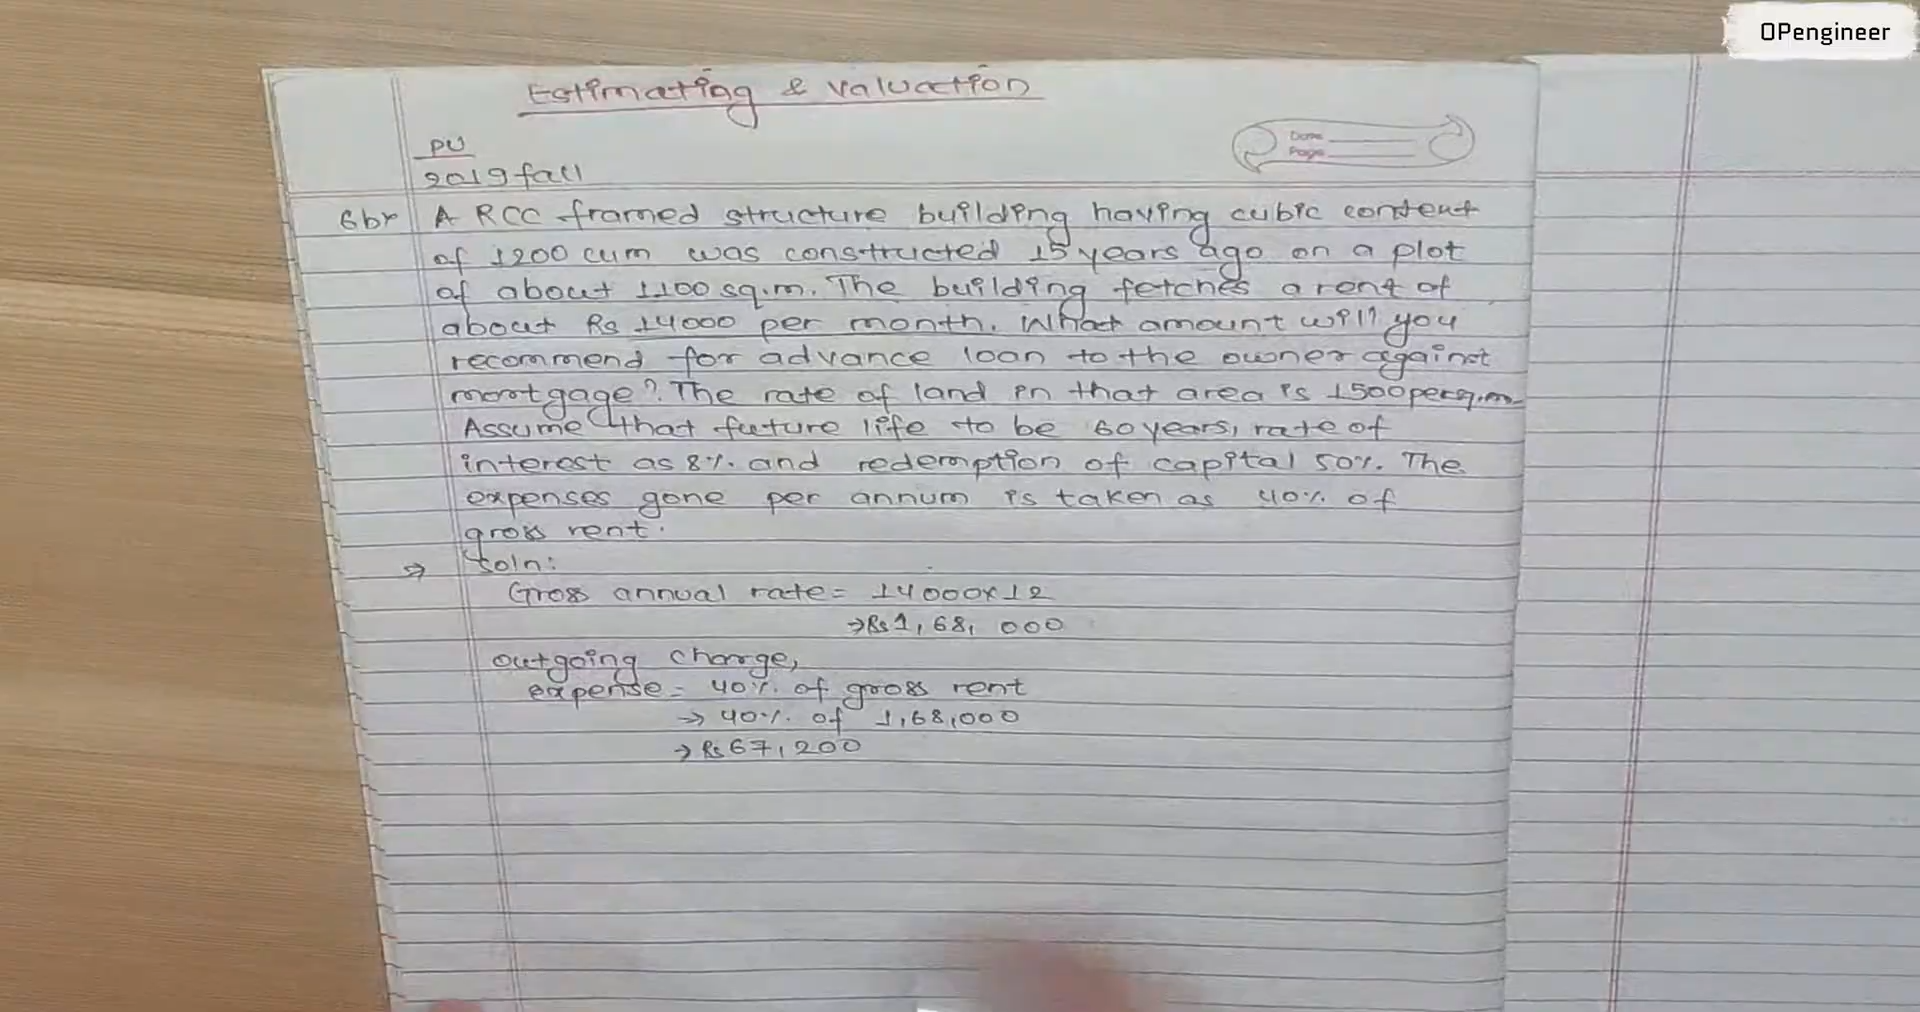 OPengineer
Estimating & valuation
PU
2019 fall
Date
Page
6br A RCC framed structure building having cubic content
of 1200 cum was constructed 15 years ago on a plot
of about 1100 sq.m. The building fetches a rent of
about Rs 14000 per month. What amount will you
recommend for advance loan to the owner against
mortgage? The rate of land in that area is 1500 persq.m
Assume that future life to be 60 years, rate of
interest as 8%. and redemption of capital 50%. The
expenses gone per annum is taken as 40% of
gross rent.
⇒ soln:
Gross annual rate = 14000x12
→Rs 1,68,000
outgoing charge,
expense = 40% of gross rent
→ 40% of 1,68,000
→ Rs 67,200